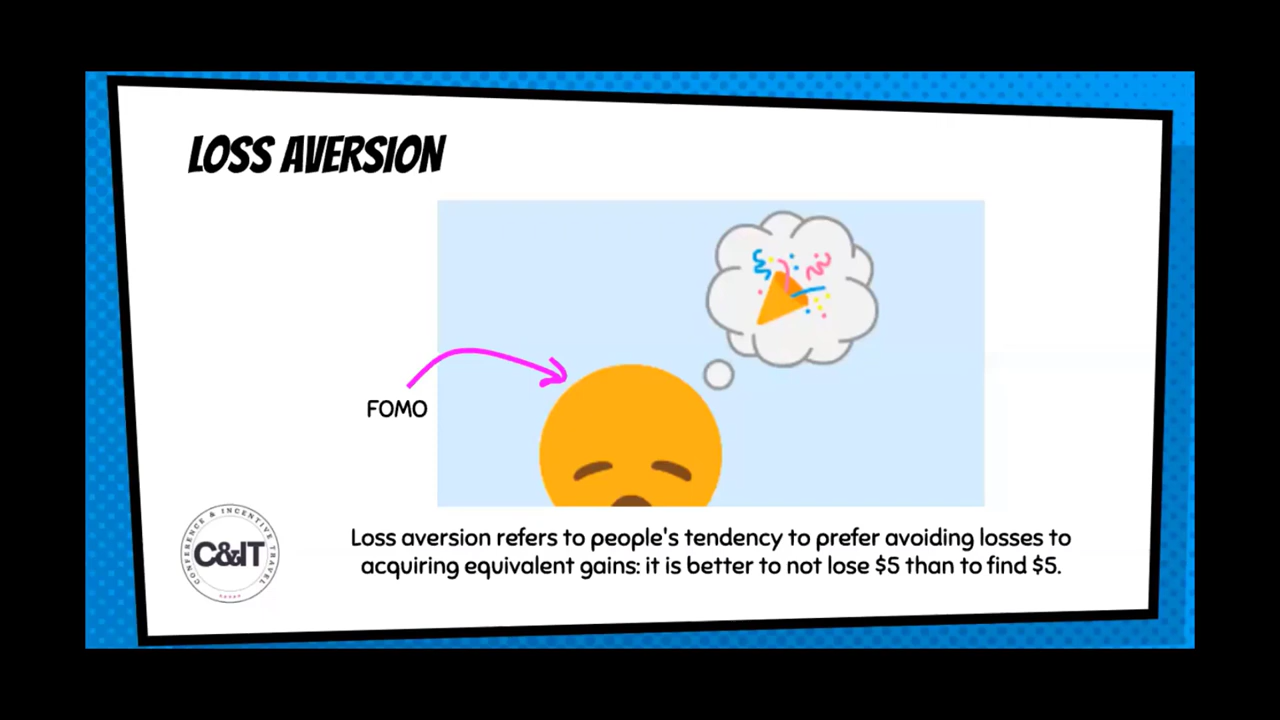 LOSS AVERSION
FOMO
CONFERENCE & INCENTIVE TRAVEL
C&IT
Loss aversion refers to people's tendency to prefer avoiding losses to
acquiring equivalent gains: it is better to not lose $5 than to find $5.